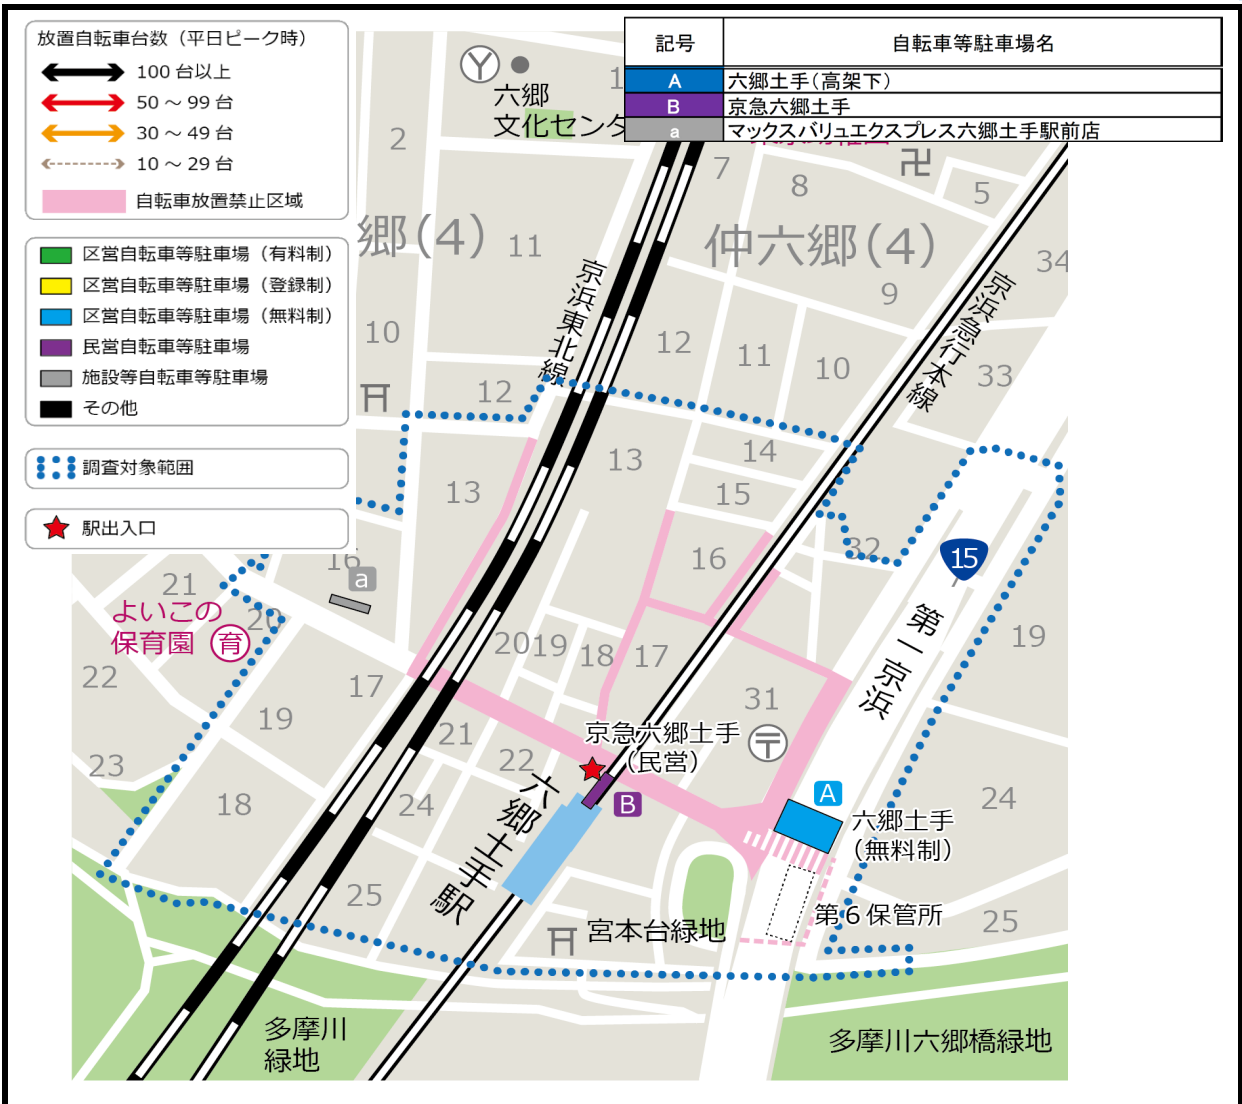 放置自転車台数（平日ピーク時）
100 台以上
50 ～ 99 台
30 ～ 49 台
10 ～ 29 台
自転車放置禁止区域
区営自転車等駐車場（有料制）
区営自転車等駐車場（登録制）
区営自転車等駐車場（無料制）
民営自転車等駐車場
施設等自転車等駐車場
その他
調査対象範囲
駅出入口
記号 自転車等駐車場名
A 六郷土手（高架下）
B 京急六郷土手
a マックスバリュエクスプレス六郷土手駅前店
Y
六郷
文化センタ
1
2
7
8
卍
5
郷(4)
11
仲六郷(4)
34
京浜東北線
京浜急行本線
9
10
12
11
10
33
12
13
13
14
15
16
32
15
第一京浜
16
a
21
よいこの
保育園
育
20
22
20
19
18
17
19
17
19
31
21
22
京急六郷土手
（民営）
〒
23
18
24
B
A
六郷土手
（無料制）
24
六郷土手駅
25
宮本台緑地
第６保管所
25
多摩川
緑地
多摩川六郷橋緑地